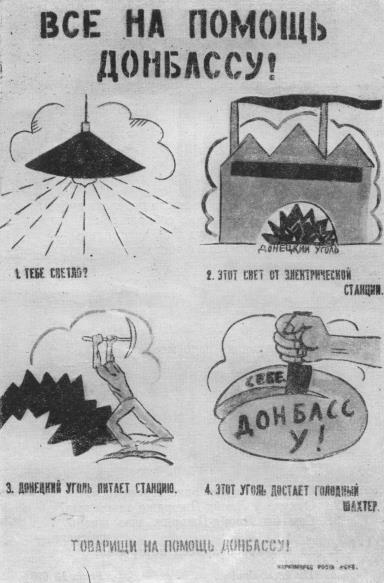 ВСЕ НА ПОМОЩЬ
ДОНБАССУ!
1. ТЕБЕ СВЕТЛО?
ДОНЕЦКИЙ УГОЛЬ
2. ЭТОТ СВЕТ ОТ ЭЛЕКТРИЧЕСКОЙ
СТАНЦИИ.
3. ДОНЕЦКИЙ УГОЛЬ ПИТАЕТ СТАНЦИЮ.
СЕБЕ
ДОНБАСС
У!
4. ЭТОТ УГОЛЬ ДОСТАЕТ ГОЛОДНЫЙ
ШАХТЕР.
ТОВАРИЩИ НА ПОМОЩЬ ДОНБАССУ!
РОСТА